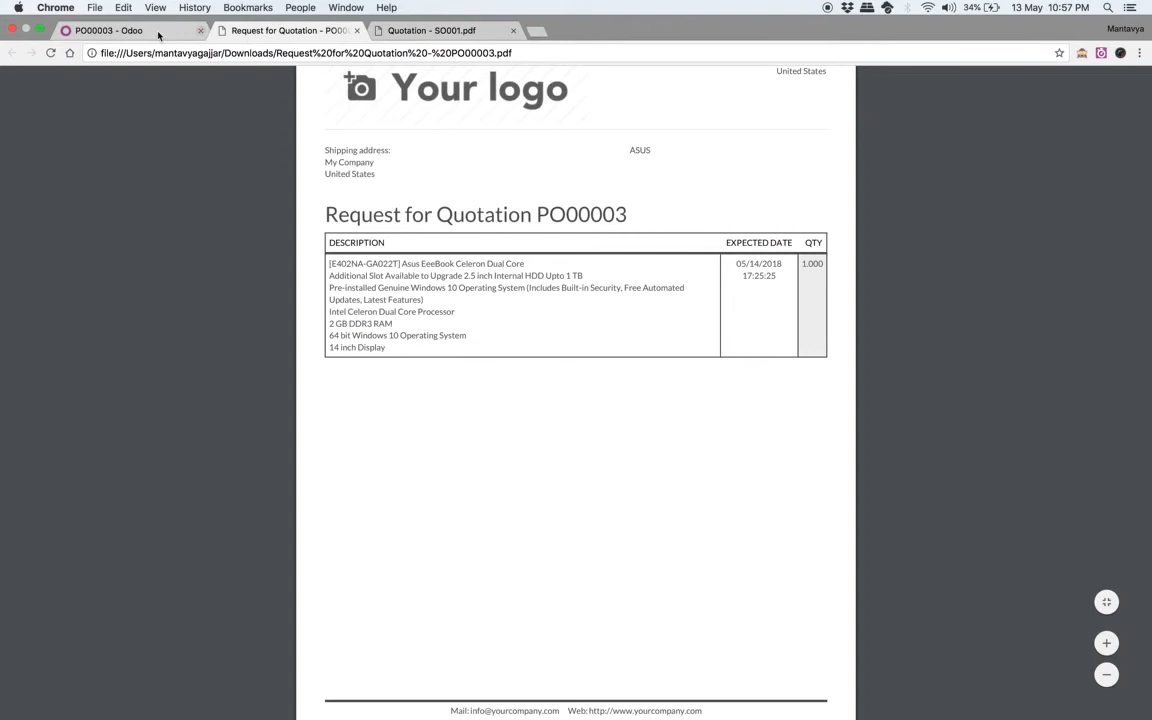 Chrome File Edit View History Bookmarks People Window Help 34% 13 May 10:57 PM
PO00003 - Odoo Request for Quotation - PO00 Quotation - SO001.pdf Mantavya
file:///Users/mantavyagajjar/Downloads/Request%20for%20Quotation%20-%20PO00003.pdf
Your logo
United States
Shipping address:
My Company
United States
ASUS
Request for Quotation PO00003
DESCRIPTION EXPECTED DATE QTY
[E402NA-GA022T] Asus EeeBook Celeron Dual Core 05/14/2018 1.000
Additional Slot Available to Upgrade 2.5 inch Internal HDD Upto 1 TB 17:25:25
Pre-installed Genuine Windows 10 Operating System (Includes Built-in Security, Free Automated
Updates, Latest Features)
Intel Celeron Dual Core Processor
2 GB DDR3 RAM
64 bit Windows 10 Operating System
14 inch Display
Mail: info@yourcompany.com Web: http://www.yourcompany.com